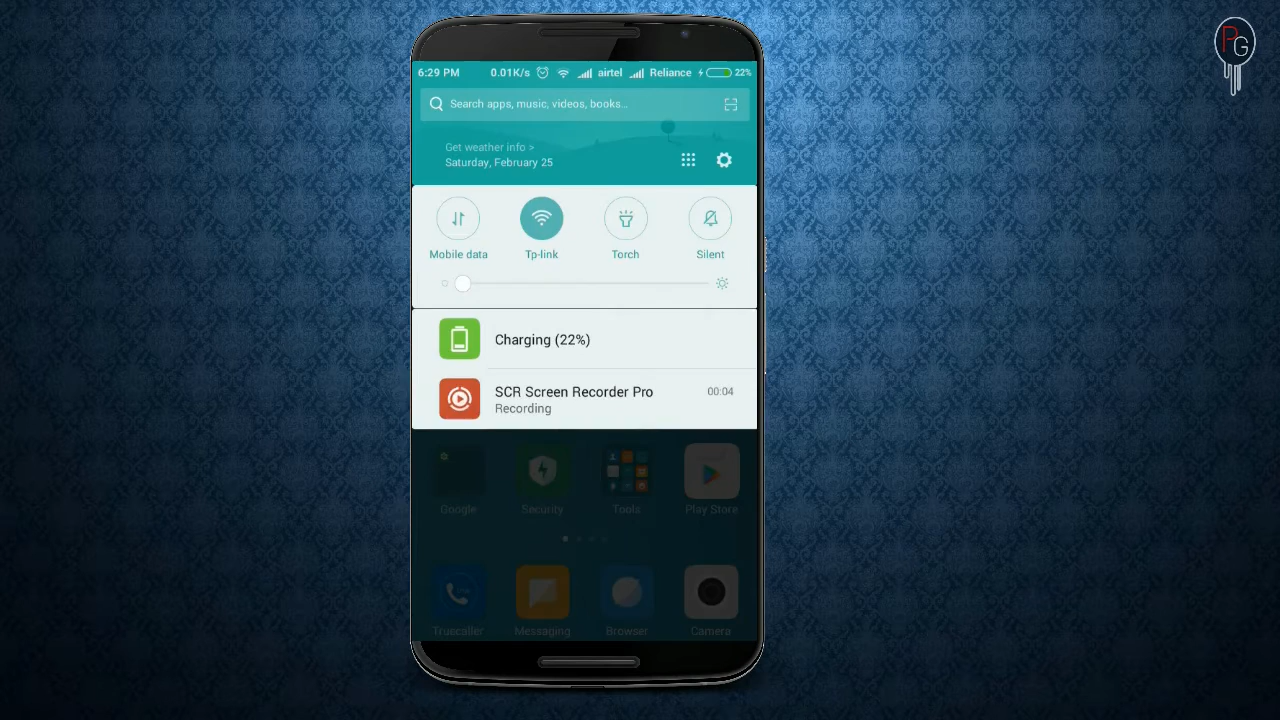 PG
6:29 PM 0.01K/s airtel Reliance 22%
Search apps, music, videos, books...
Get weather info >
Saturday, February 25
Mobile data Tp-link Torch Silent
Charging (22%)
SCR Screen Recorder Pro 00:04
Recording
Google Security Tools Play Store
Truecaller Messaging Browser Camera